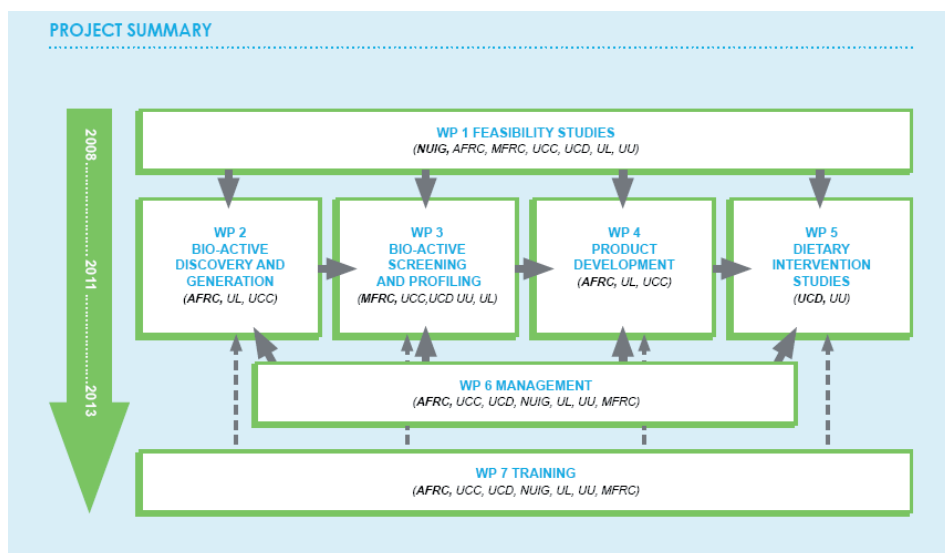 PROJECT SUMMARY
2008.................. 2011 ..................2013
WP 1 FEASIBILITY STUDIES
(NUIG, AFRC, MFRC, UCC, UCD, UL, UU)
WP 2
BIO-ACTIVE
DISCOVERY AND
GENERATION
(AFRC, UL, UCC)
WP 3
BIO-ACTIVE
SCREENING
AND PROFILING
(MFRC, UCC,UCD UU, UL)
WP 4
PRODUCT
DEVELOPMENT
(AFRC, UL, UCC)
WP 5
DIETARY
INTERVENTION
STUDIES
(UCD, UU)
WP 6 MANAGEMENT
(AFRC, UCC, UCD, NUIG, UL, UU, MFRC)
WP 7 TRAINING
(AFRC, UCC, UCD, NUIG, UL, UU, MFRC)